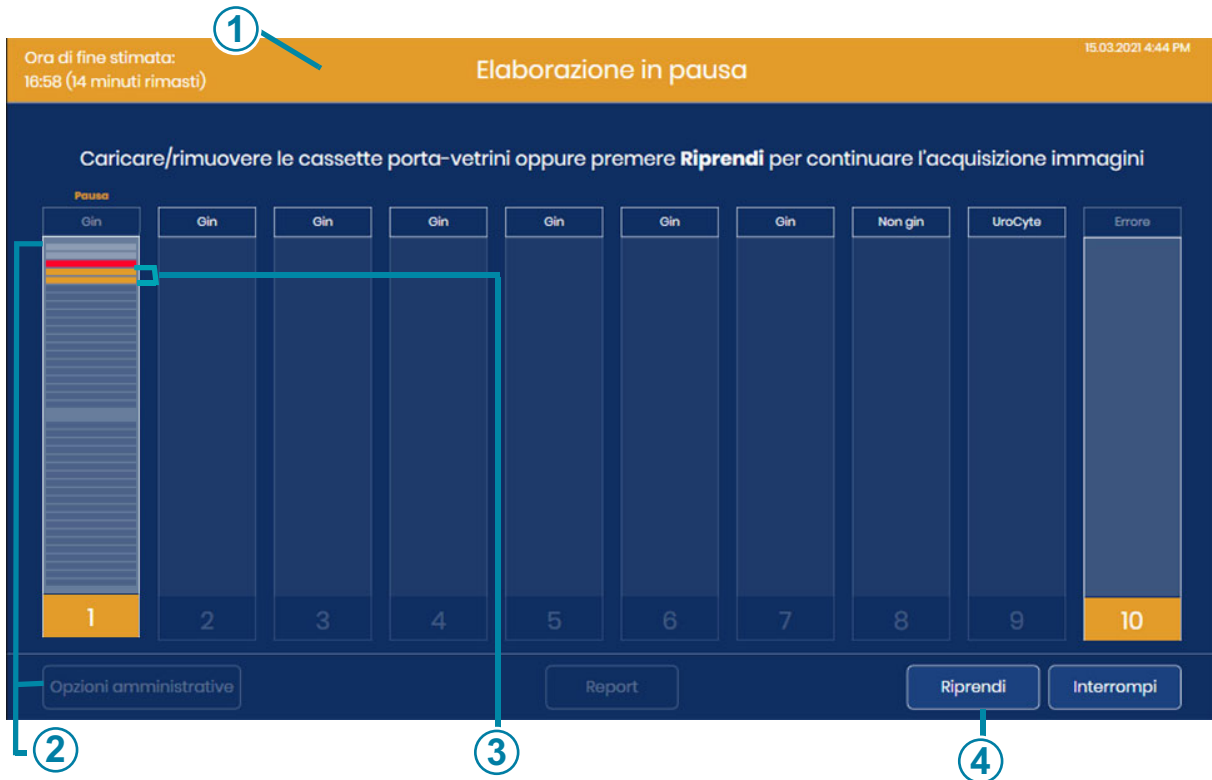 1
Ora di fine stimata:
16:58 (14 minuti rimasti)
Elaborazione in pausa
15.03.2021 4:44 PM
Caricare/rimuovere le cassette porta-vetrini oppure premere Riprendi per continuare l'acquisizione immagini
Pausa
Gin Gin Gin Gin Gin Gin Gin Non gin UroCyte Errore
1 2 3 4 5 6 7 8 9 10
Opzioni amministrative Report Riprendi Interrompi
2 3 4